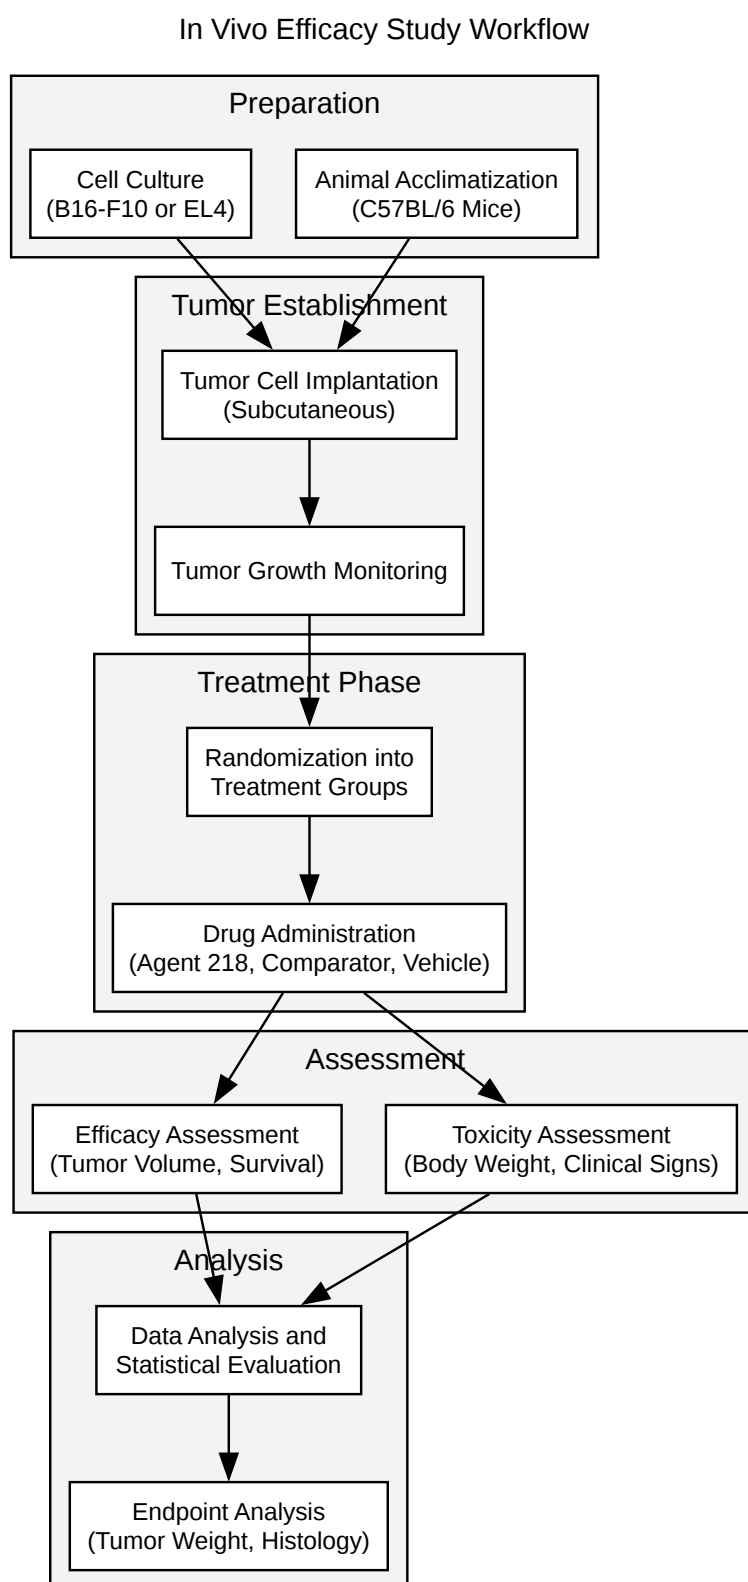 In Vivo Efficacy Study Workflow
Preparation
Cell Culture
(B16-F10 or EL4)
Animal Acclimatization
(C57BL/6 Mice)
Tumor Establishment
Tumor Cell Implantation
(Subcutaneous)
Tumor Growth Monitoring
Treatment Phase
Randomization into
Treatment Groups
Drug Administration
(Agent 218, Comparator, Vehicle)
Assessment
Efficacy Assessment
(Tumor Volume, Survival)
Toxicity Assessment
(Body Weight, Clinical Signs)
Analysis
Data Analysis and
Statistical Evaluation
Endpoint Analysis
(Tumor Weight, Histology)